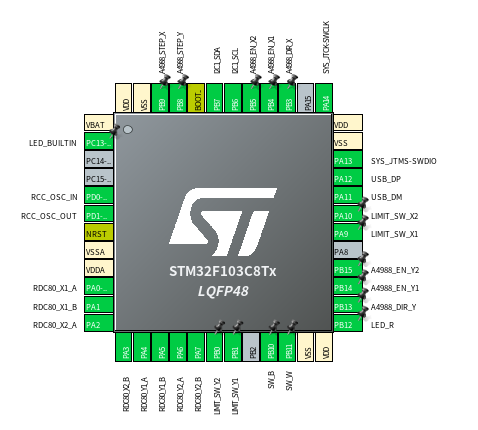 A4988_STEP_X
A4988_STEP_Y
I2C1_SDA
I2C1_SCL
A4988_EN_X2
A4988_EN_X1
A4988_DIR_X
SYS_JTCK-SWCLK
VDD
VSS
PB9
PB8
BOOT..
PB7
PB6
PB5
PB4
PB3
PA15
PA14
VBAT
VDD
LED_BUILTIN PC13-..
VSS
PC14-..
PA13 SYS_JTMS-SWDIO
PC15-..
PA12 USB_DP
RCC_OSC_IN PD0-..
PA11 USB_DM
RCC_OSC_OUT PD1-..
PA10 LIMIT_SW_X2
NRST
PA9 LIMIT_SW_X1
VSSA
PA8
VDDA
PB15 A4988_EN_Y2
RDC80_X1_A PA0-..
PB14 A4988_EN_Y1
RDC80_X1_B PA1
PB13 A4988_DIR_Y
RDC80_X2_A PA2
PB12 LED_R
ST
STM32F103C8Tx
LQFP48
PA3
PA4
PA5
PA6
PA7
PB0
PB1
PB2
PB10
PB11
VSS
VDD
RDC80_X2_B
RDC80_Y1_A
RDC80_Y1_B
RDC80_Y2_A
RDC80_Y2_B
LIMIT_SW_Y2
LIMIT_SW_Y1
SW_B
SW_W